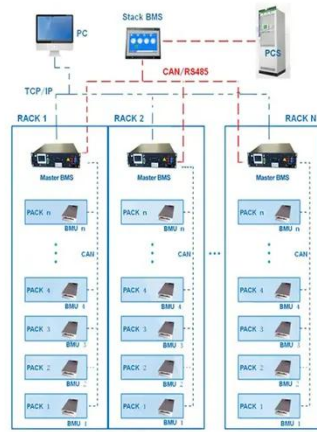 Stack BMS
PC
PCS
CAN/RS485
TCP/IP
RACK 1
RACK 2
RACK N
Master BMS
Master BMS
Master BMS
PACK n
BMU n
PACK n
BMU n
PACK n
BMU n
CAN
CAN
CAN
PACK 4
BMU 4
PACK 4
BMU 4
PACK 4
BMU 4
PACK 3
BMU 3
PACK 3
BMU 3
PACK 3
BMU 3
PACK 2
BMU 2
PACK 2
BMU 2
PACK 2
BMU 2
PACK 1
BMU 1
PACK 1
BMU 1
PACK 1
BMU 1